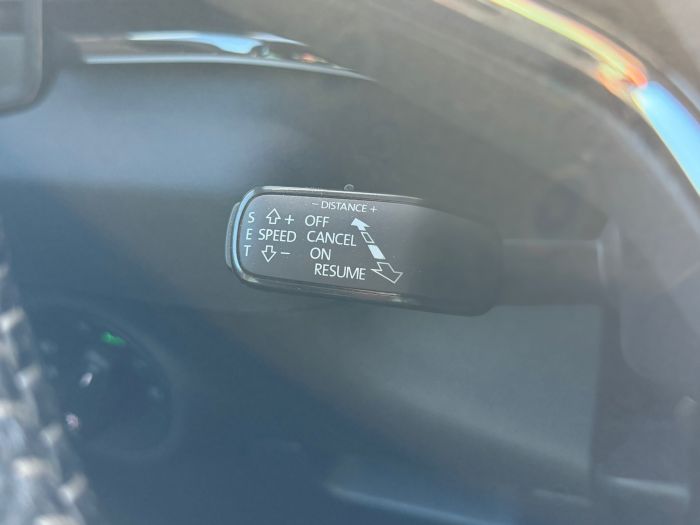 – DISTANCE +
S + OFF
E SPEED CANCEL
T – ON
RESUME